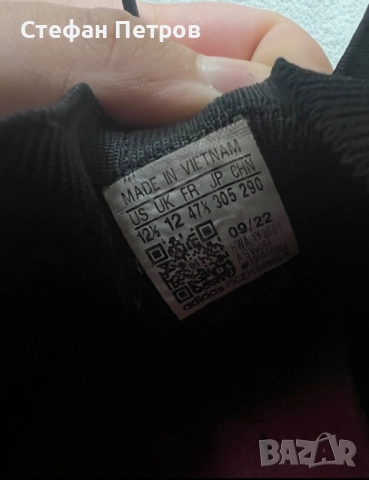 Стефан Петров
MADE IN VIETNAM
US UK FR JP CHN
12½ 12 47⅓ 305 290
09/22
adidas
BAZAR